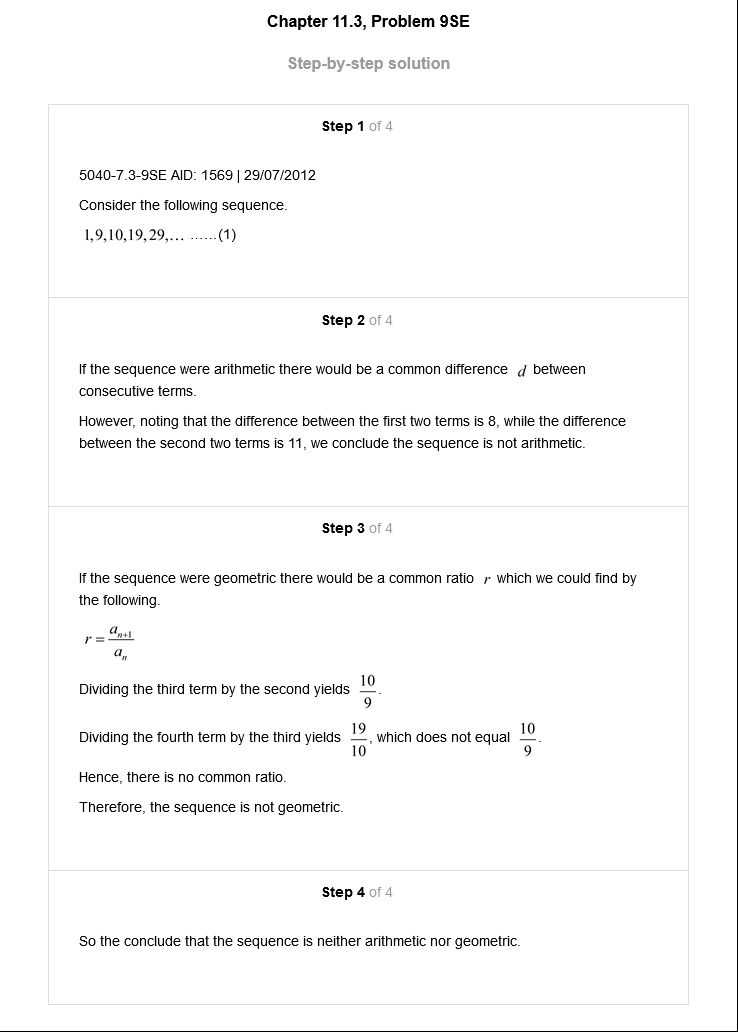 Chapter 11.3, Problem 9SE
Step-by-step solution
Step 1 of 4
5040-7.3-9SE AID: 1569 | 29/07/2012
Consider the following sequence.
1,9,10,19,29,… ……(1)
Step 2 of 4
If the sequence were arithmetic there would be a common difference d between
consecutive terms.
However, noting that the difference between the first two terms is 8, while the difference
between the second two terms is 11, we conclude the sequence is not arithmetic.
Step 3 of 4
If the sequence were geometric there would be a common ratio r which we could find by
the following.
r = aₙ₊₁/aₙ
Dividing the third term by the second yields 10/9.
Dividing the fourth term by the third yields 19/10, which does not equal 10/9.
Hence, there is no common ratio.
Therefore, the sequence is not geometric.
Step 4 of 4
So the conclude that the sequence is neither arithmetic nor geometric.